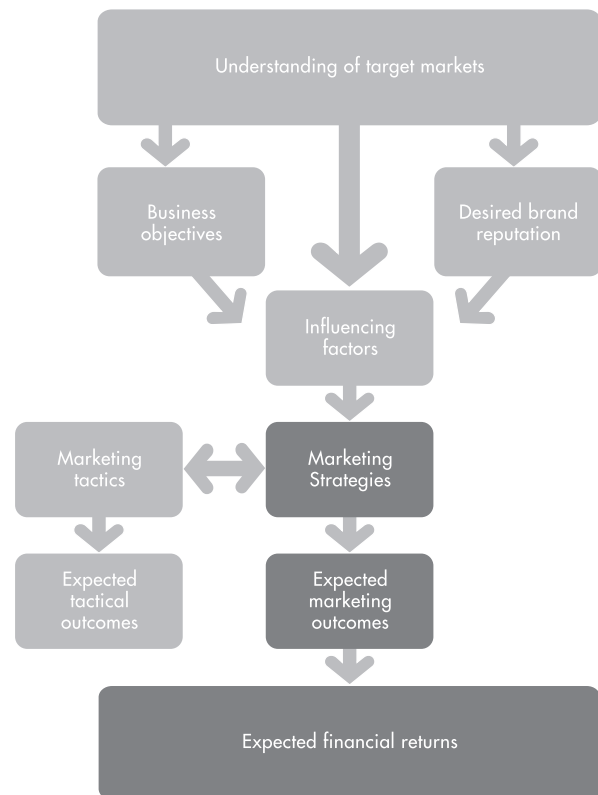 Understanding of target markets
Business
objectives
Desired brand
reputation
Influencing
factors
Marketing
tactics
Marketing
Strategies
Expected
tactical
outcomes
Expected
marketing
outcomes
Expected financial returns